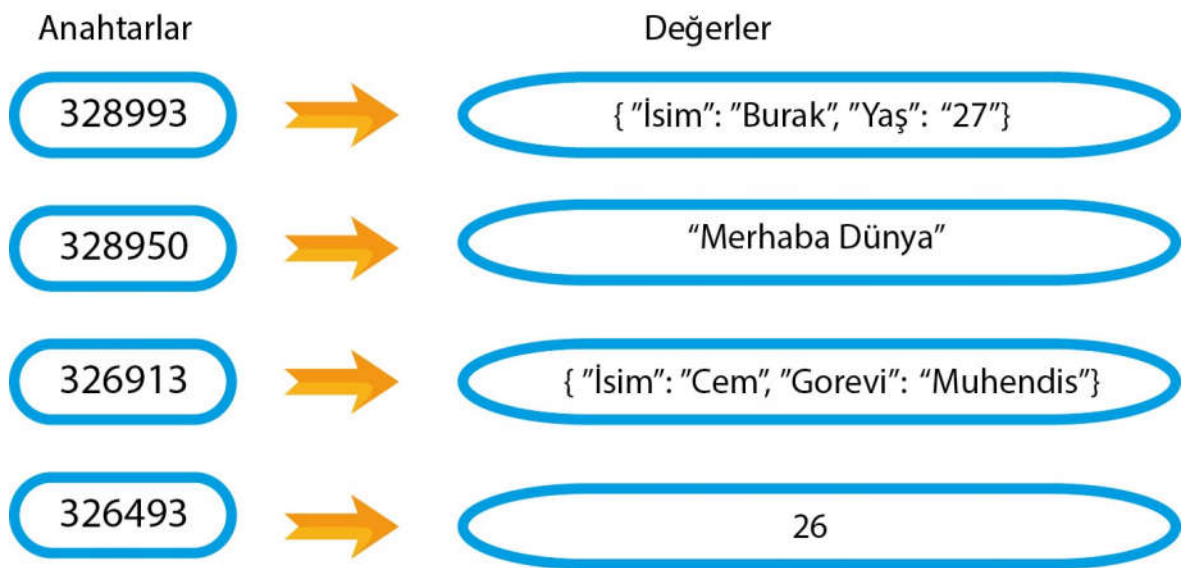 Anahtarlar Değerler
328993 { ”İsim”: ”Burak”, ”Yaş”: “27”}
328950 “Merhaba Dünya”
326913 { ”İsim”: ”Cem”, ”Gorevi”: “Muhendis”}
326493 26